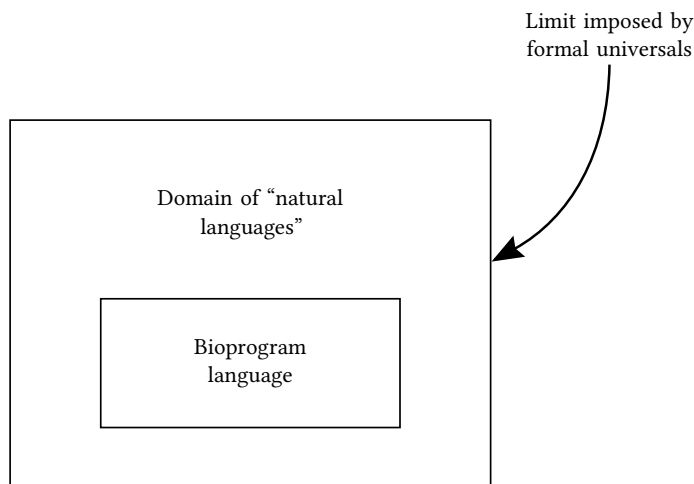 Limit imposed by
formal universals
Domain of “natural
languages”
Bioprogram
language